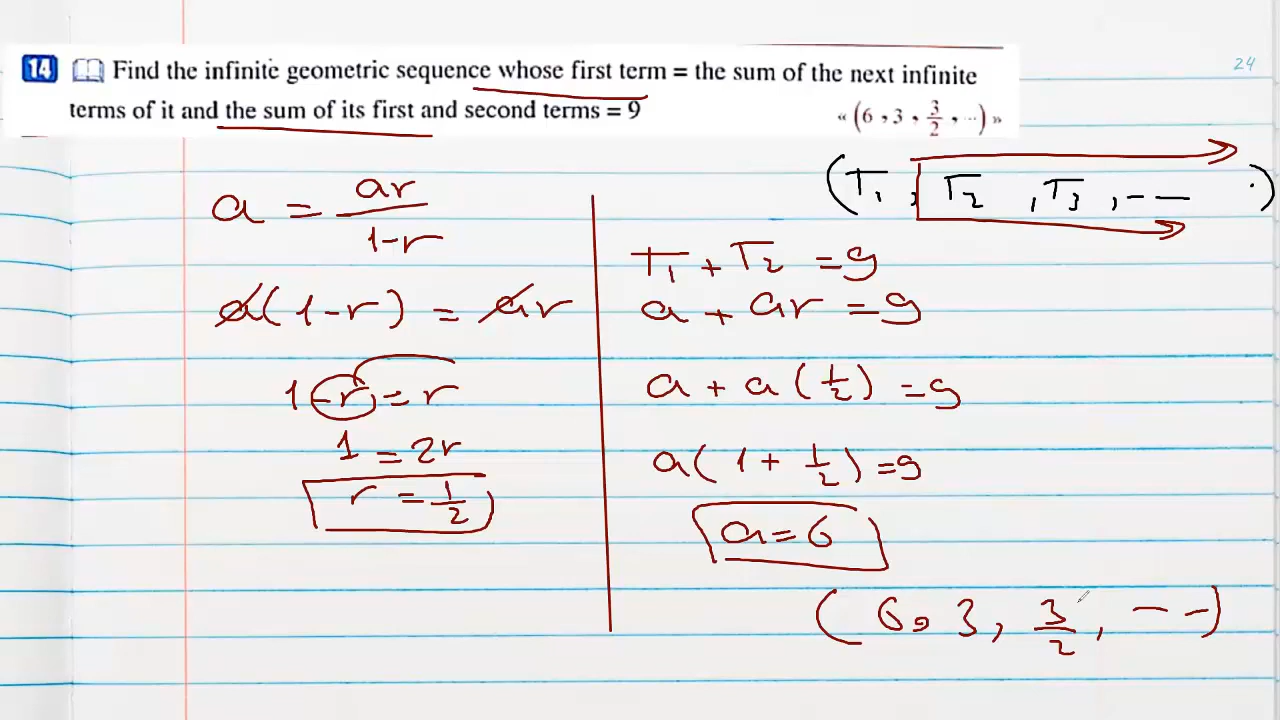 24
14 Find the infinite geometric sequence whose first term = the sum of the next infinite
terms of it and the sum of its first and second terms = 9
« (6 , 3 , 3/2 , ...) »
(T₁, T₂, T₃, -- .)
a = ar/(1-r)
a(1-r) = ar
1-r = r
1 = 2r
r = 1/2
T₁ + T₂ = 9
a + ar = 9
a + a(1/2) = 9
a(1 + 1/2) = 9
a = 6
(6, 3, 3/2, --)